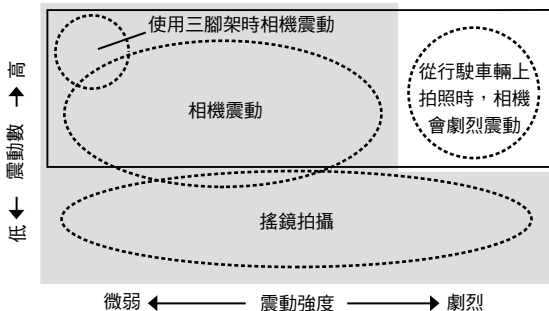 使用三腳架時相機震動
相機震動
從行駛車輛上
拍照時，相機
會劇烈震動
搖鏡拍攝
低 震動數 高
微弱 震動強度 劇烈